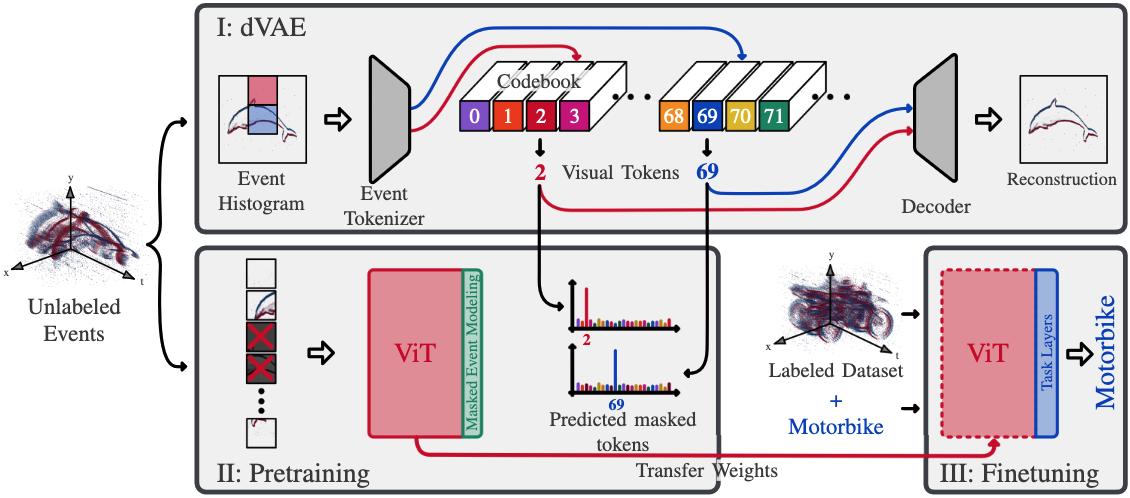 I: dVAE
Event
Histogram
Event
Tokenizer
Codebook
0 1 2 3
68 69 70 71
2 Visual Tokens 69
Decoder
Reconstruction
y
x
t
Unlabeled
Events
ViT
Masked Event Modeling
2
69
Predicted masked
tokens
II: Pretraining
Transfer Weights
y
x
t
Labeled Dataset
+
Motorbike
ViT
Task Layers
Motorbike
III: Finetuning